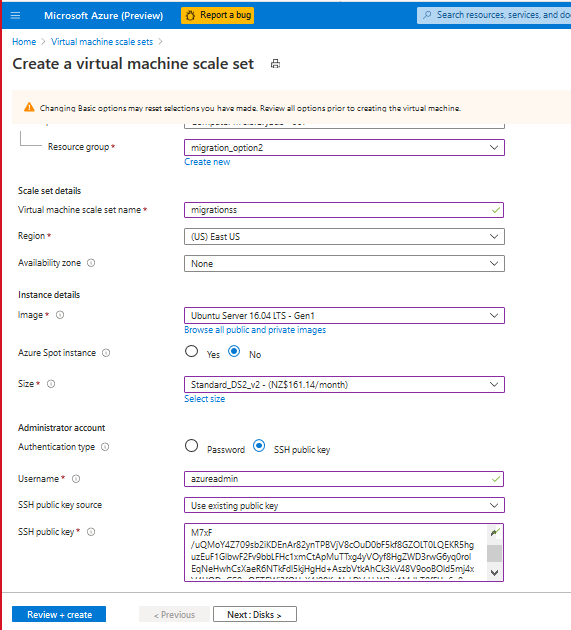 Microsoft Azure (Preview)
Report a bug
Search resources, services, and do
Home > Virtual machine scale sets >
Create a virtual machine scale set
Changing Basic options may reset selections you have made. Review all options prior to creating the virtual machine.
Resource group *
migration_option2
Create new
Scale set details
Virtual machine scale set name *
migrationss
Region *
(US) East US
Availability zone
None
Instance details
Image *
Ubuntu Server 16.04 LTS - Gen1
Browse all public and private images
Azure Spot instance
Yes
No
Size *
Standard_DS2_v2 - (NZ$161.14/month)
Select size
Administrator account
Authentication type
Password
SSH public key
Username *
azureadmin
SSH public key source
Use existing public key
SSH public key *
M7xF
/uQMoY4Z709sb2iKDEnAr82ynTPBVjV8cOuD0bF5kf8GZOLT0LQEKR5hg
uzEuF1GlbwF2Fv9bbLFHc1xmCtApMuTTxg4yVOyf8HgZWD3rwG6yq0rol
EqNeHwhCsXaeR6NTkFdl5kjHgHd+AszbVtkAhCk3kV48V9ooBOld5mj4x
Review + create
< Previous
Next : Disks >